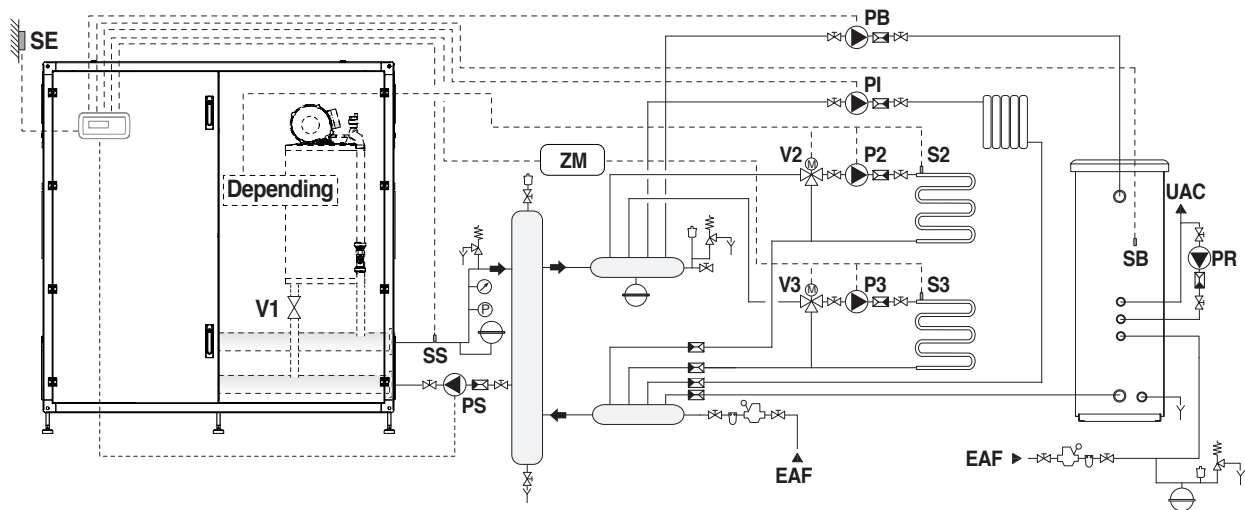 PB
SE
PI
ZM
V2
M
P2
S2
Depending
UAC
SB
PR
V1
V3
M
P3
S3
P
SS
PS
EAF
EAF